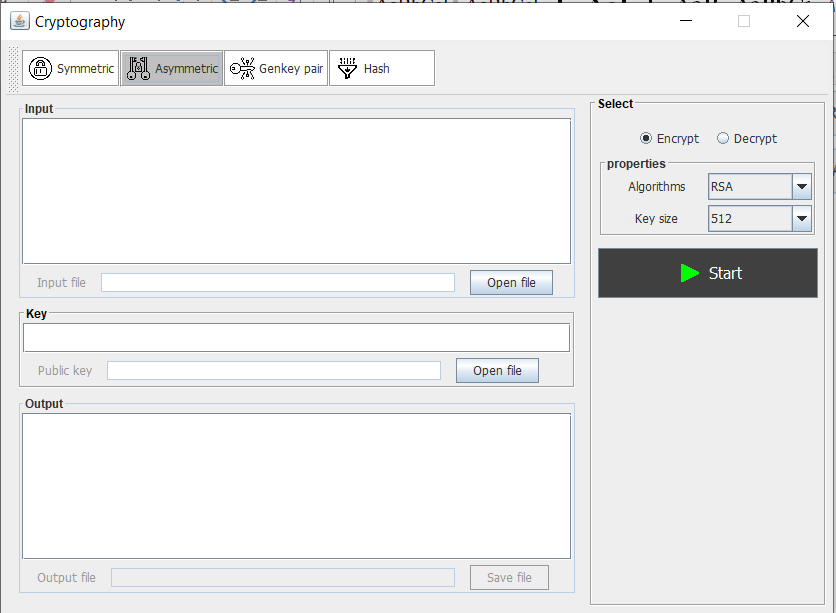 Cryptography
Symmetric
Asymmetric
Genkey pair
Hash
Input
Input file
Open file
Key
Public key
Open file
Output
Output file
Save file
Select
Encrypt
Decrypt
properties
Algorithms
RSA
Key size
512
Start